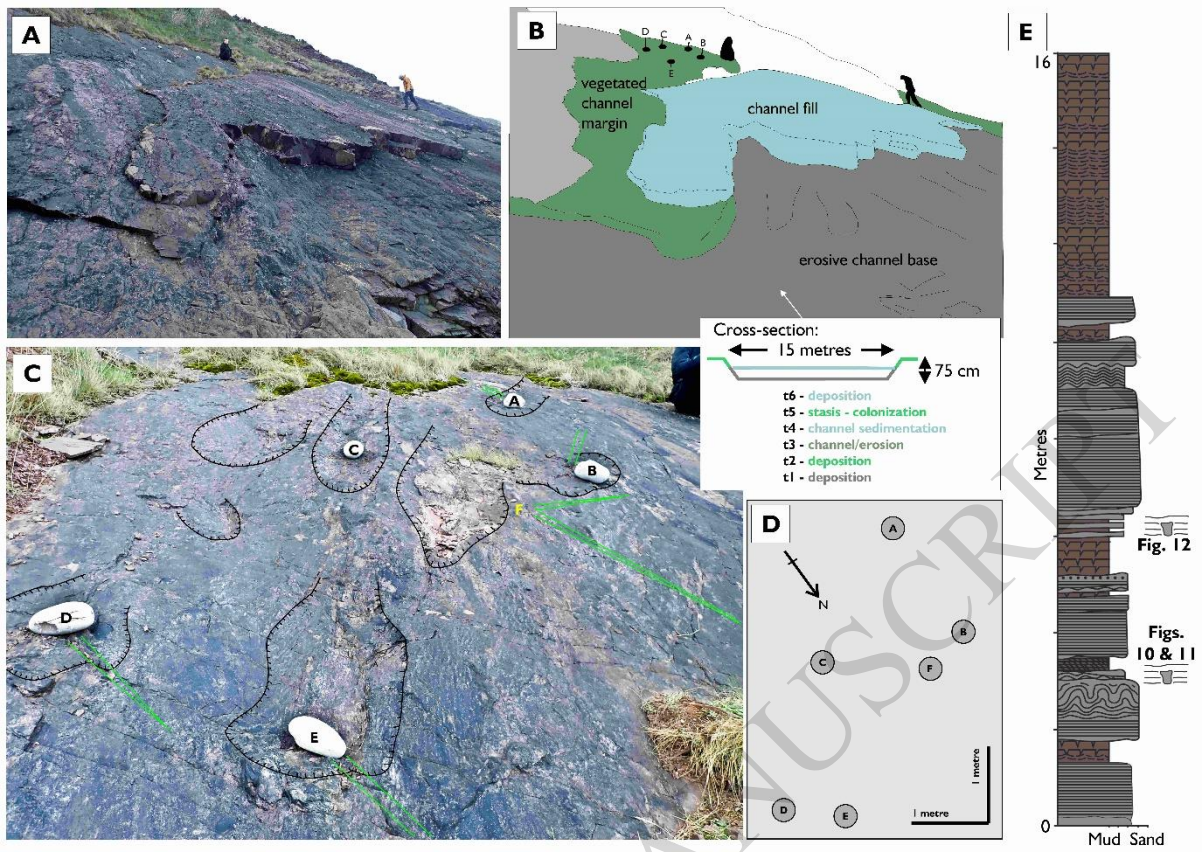 A
B
D
C
A
B
E
vegetated
channel
margin
channel fill
erosive channel base
Cross-section:
15 metres
75 cm
t6 - deposition
t5 - stasis - colonization
t4 - channel sedimentation
t3 - channel/erosion
t2 - deposition
t1 - deposition
C
A
C
B
F
D
E
D
A
N
B
C
F
D
E
1 metre
1 metre
E
16
Metres
Fig. 12
Figs.
10 & 11
0
Mud Sand
MANUSCRIPT